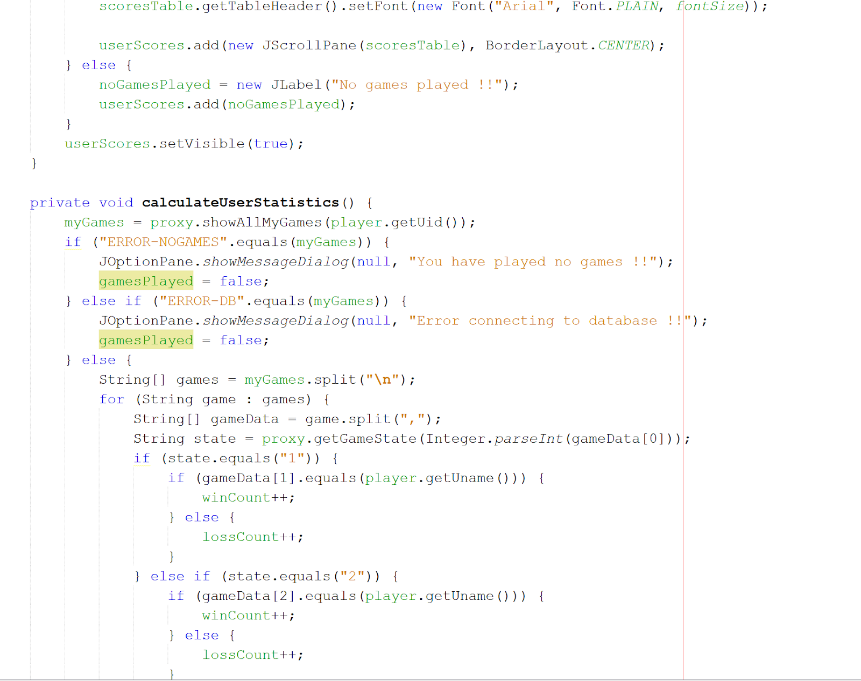 scoresTable.getTableHeader().setFont(new Font("Arial", Font.PLAIN, fontSize));
userScores.add(new JScrollPane(scoresTable), BorderLayout.CENTER);
} else {
noGamesPlayed = new JLabel("No games played !!");
userScores.add(noGamesPlayed);
}
userScores.setVisible(true);
}
private void calculateUserStatistics() {
myGames = proxy.showAllMyGames(player.getUid());
if ("ERROR-NOGAMES".equals(myGames)) {
JOptionPane.showMessageDialog(null, "You have played no games !!");
gamesPlayed = false;
} else if ("ERROR-DB".equals(myGames)) {
JOptionPane.showMessageDialog(null, "Error connecting to database !!");
gamesPlayed = false;
} else {
String[] games = myGames.split("\n");
for (String game : games) {
String[] gameData = game.split(",");
String state = proxy.getGameState(Integer.parseInt(gameData[0]));
if (state.equals("1")) {
if (gameData[1].equals(player.getUname())) {
winCount++;
} else {
lossCount++;
}
} else if (state.equals("2")) {
if (gameData[2].equals(player.getUname())) {
winCount++;
} else {
lossCount++;
}